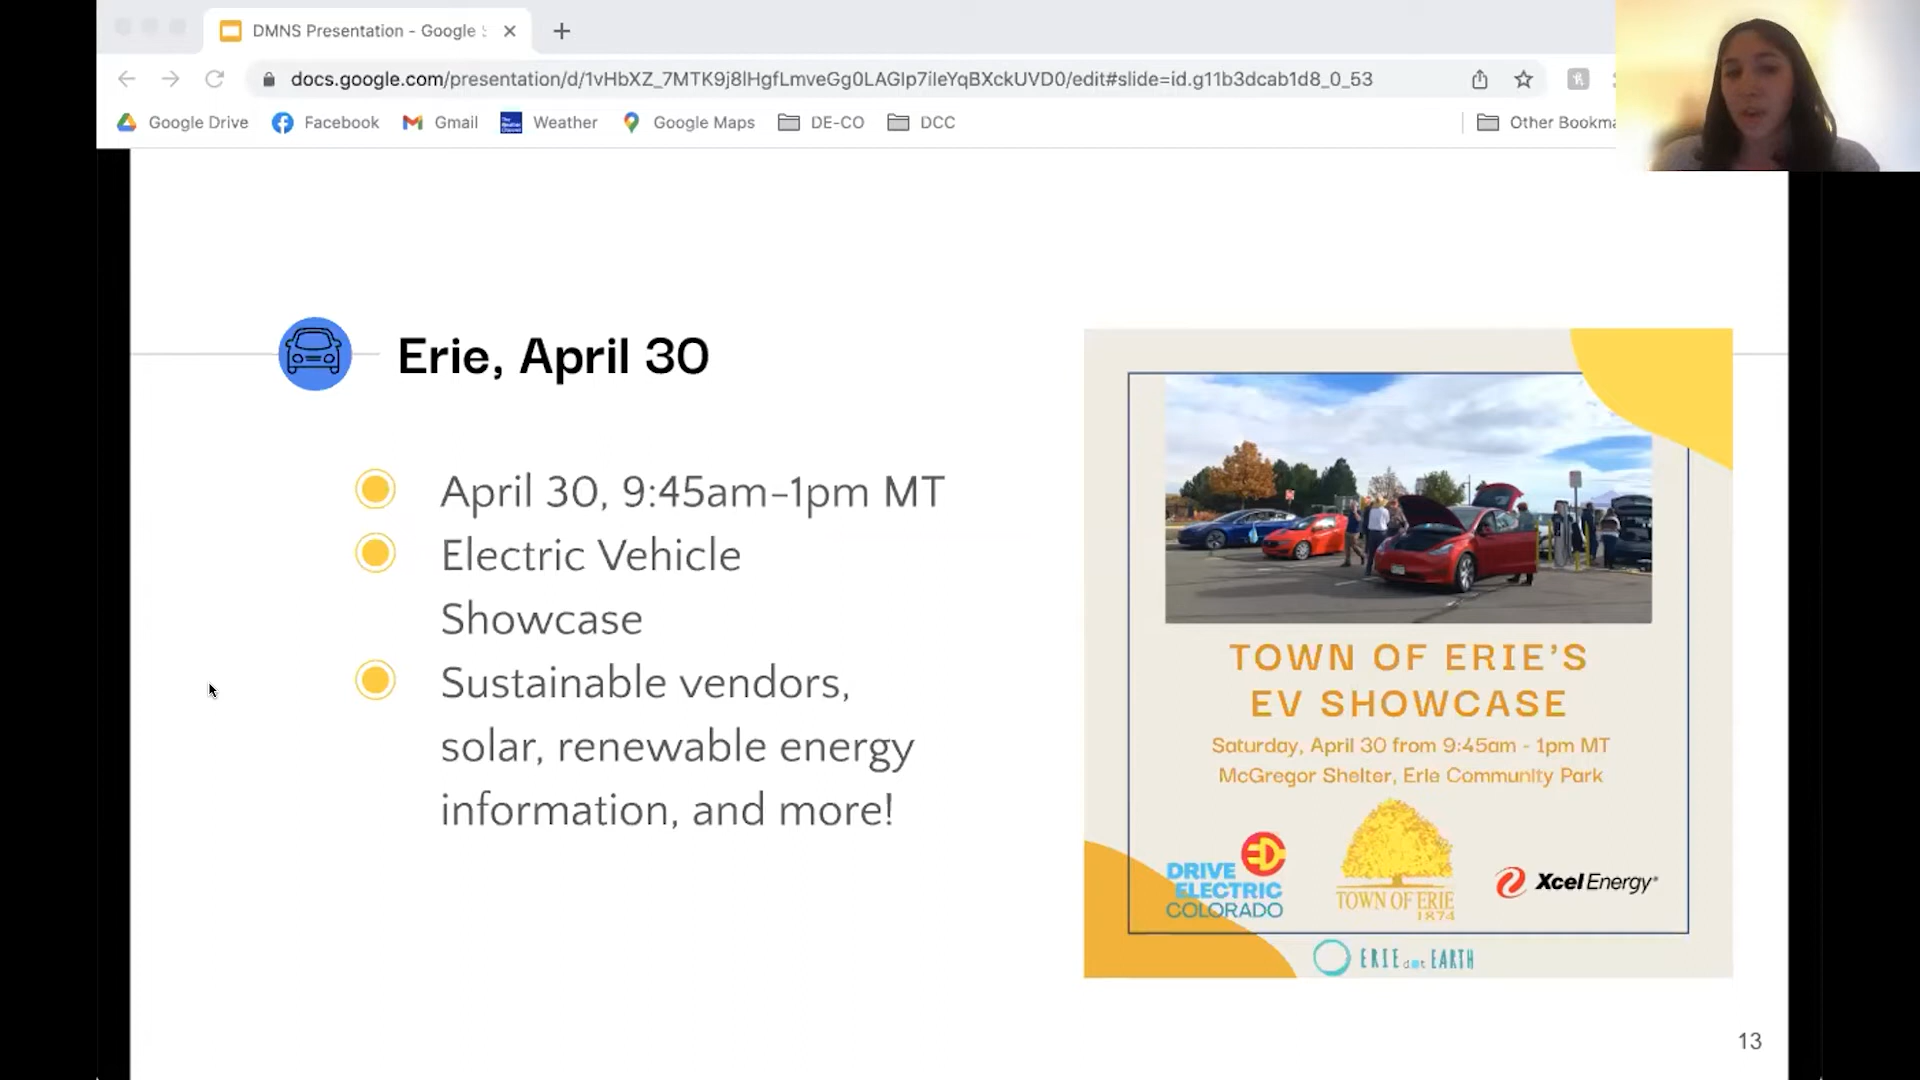 DMNS Presentation - Google S
docs.google.com/presentation/d/1vHbXZ_7MTK9j8lHgfLmveGg0LAGlp7ileYqBXckUVD0/edit#slide=id.g11b3dcab1d8_0_53
Google Drive
Facebook
Gmail
Weather
Google Maps
DE-CO
DCC
Other Bookma
Erie, April 30
April 30, 9:45am-1pm MT
Electric Vehicle
Showcase
Sustainable vendors,
solar, renewable energy
information, and more!
TOWN OF ERIE'S
EV SHOWCASE
Saturday, April 30 from 9:45am - 1pm MT
McGregor Shelter, Erie Community Park
DRIVE
ELECTRIC
COLORADO
TOWN OF ERIE
1874
Xcel Energy®
ERIE dot EARTH
13